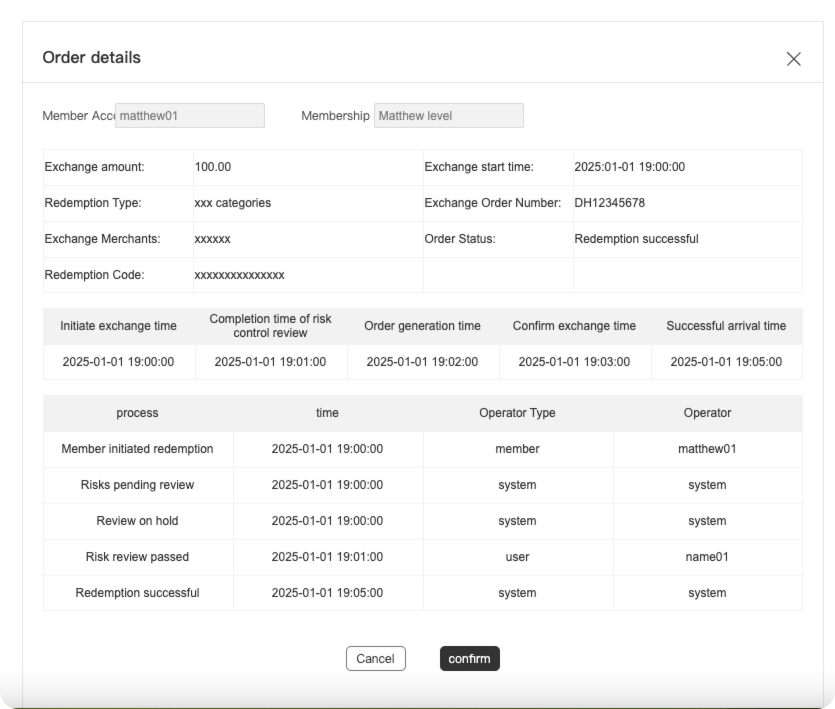 Order details
Member Acc matthew01 Membership Matthew level
Exchange amount: 100.00 Exchange start time: 2025:01-01 19:00:00
Redemption Type: xxx categories Exchange Order Number: DH12345678
Exchange Merchants: xxxxxx Order Status: Redemption successful
Redemption Code: xxxxxxxxxxxxxxx
Initiate exchange time Completion time of risk control review Order generation time Confirm exchange time Successful arrival time
2025-01-01 19:00:00 2025-01-01 19:01:00 2025-01-01 19:02:00 2025-01-01 19:03:00 2025-01-01 19:05:00
process time Operator Type Operator
Member initiated redemption 2025-01-01 19:00:00 member matthew01
Risks pending review 2025-01-01 19:00:00 system system
Review on hold 2025-01-01 19:00:00 system system
Risk review passed 2025-01-01 19:01:00 user name01
Redemption successful 2025-01-01 19:05:00 system system
Cancel confirm